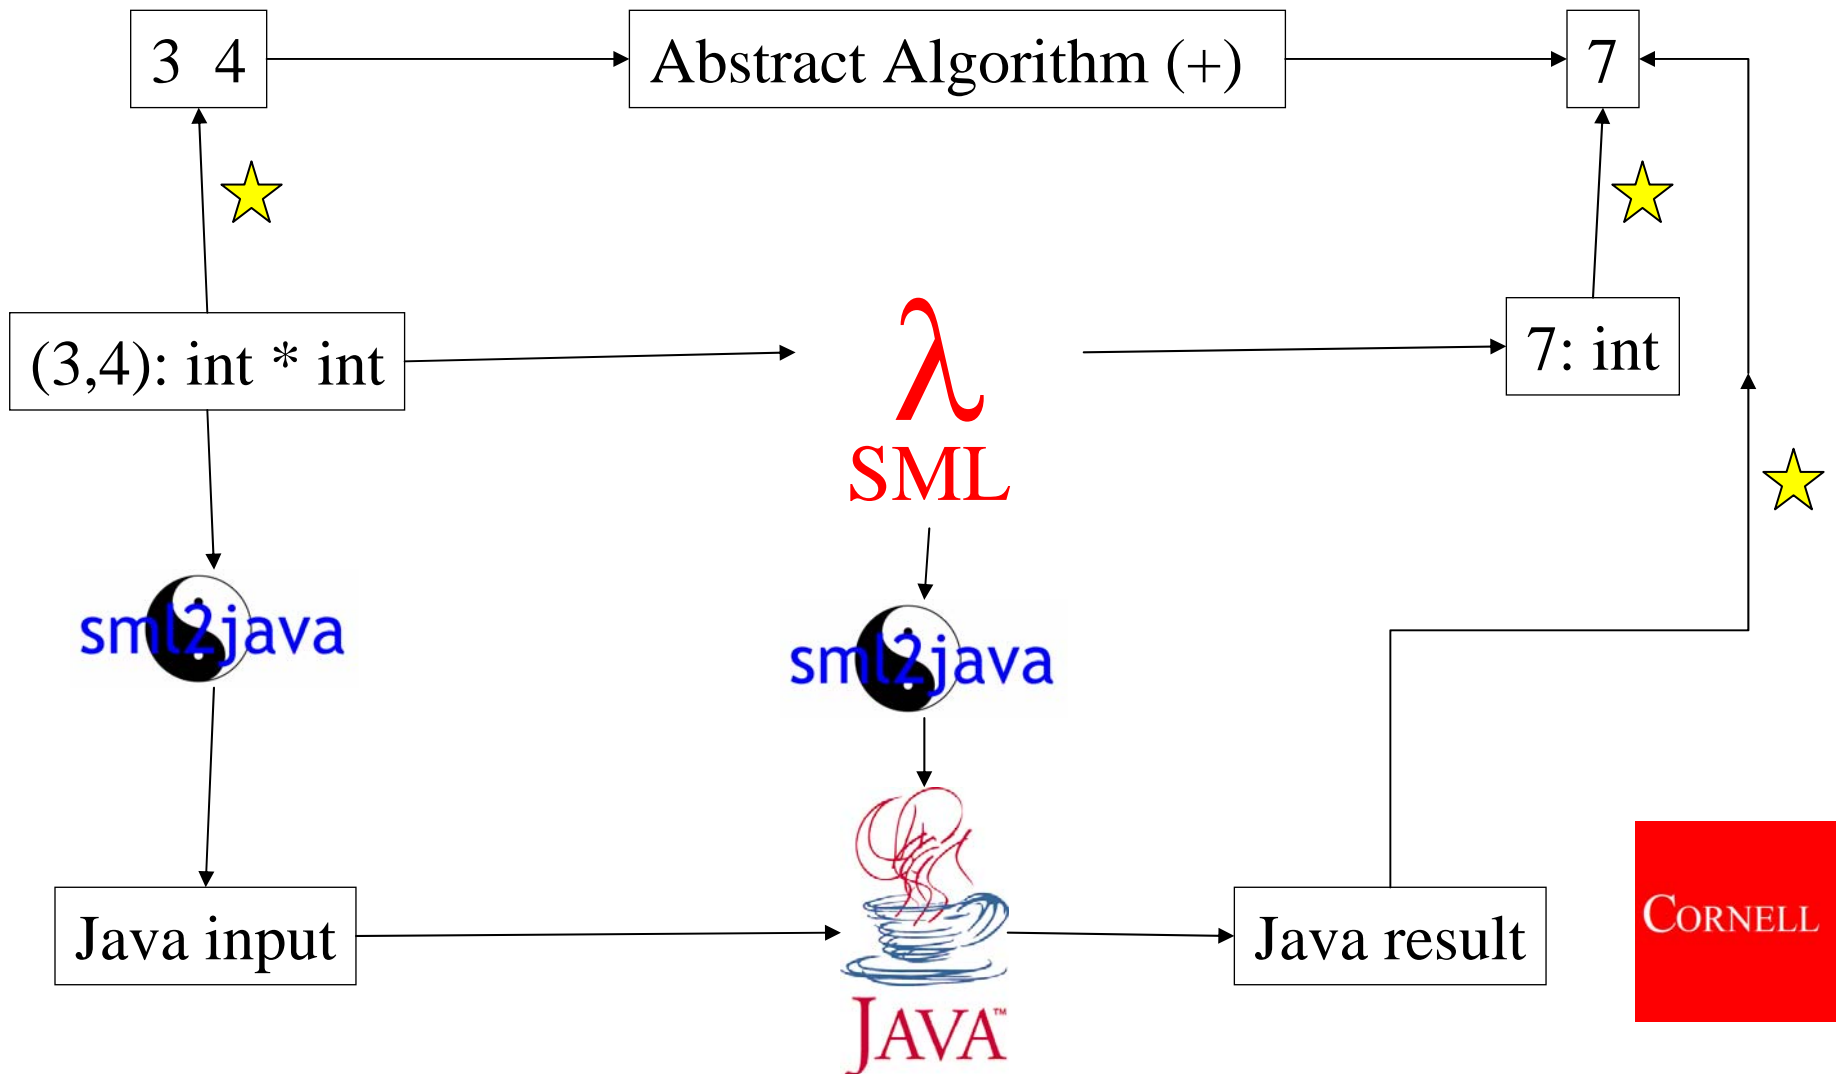 3 4
Abstract Algorithm (+)
7
(3,4): int * int
λ
SML
7: int
sml2java
sml2java
Java input
JAVA™
Java result
CORNELL